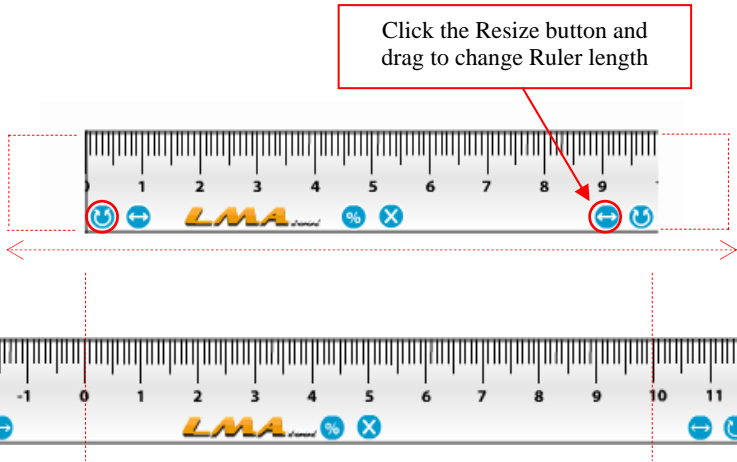 Click the Resize button and
drag to change Ruler length
1 2 3 4 5 6 7 8 9
LMA % X
-1 0 1 2 3 4 5 6 7 8 9 10 11
LMA % X